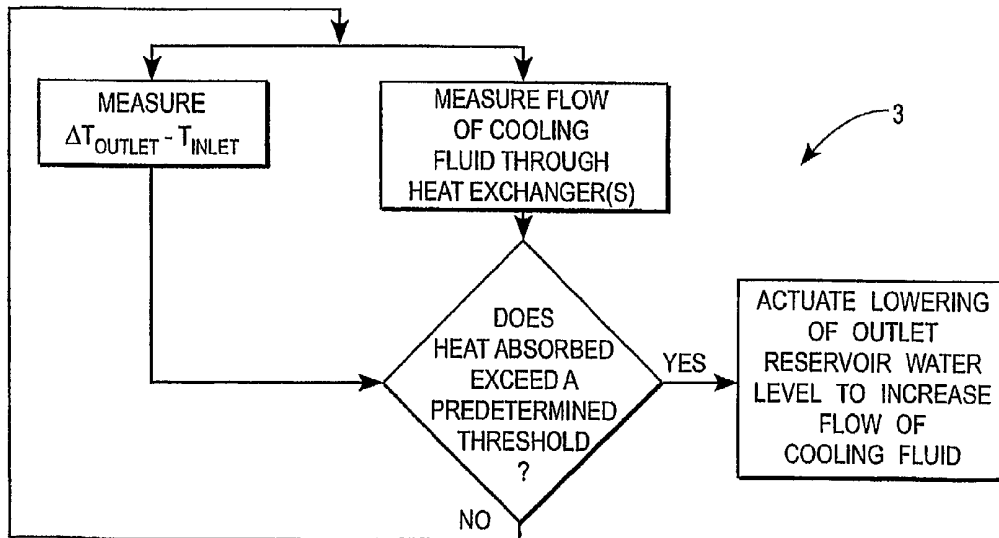 MEASURE
ΔT_OUTLET - T_INLET
MEASURE FLOW
OF COOLING
FLUID THROUGH
HEAT EXCHANGER(S)
3
DOES
HEAT ABSORBED
EXCEED A
PREDETERMINED
THRESHOLD
?
YES
ACTUATE LOWERING
OF OUTLET
RESERVOIR WATER
LEVEL TO INCREASE
FLOW OF
COOLING FLUID
NO